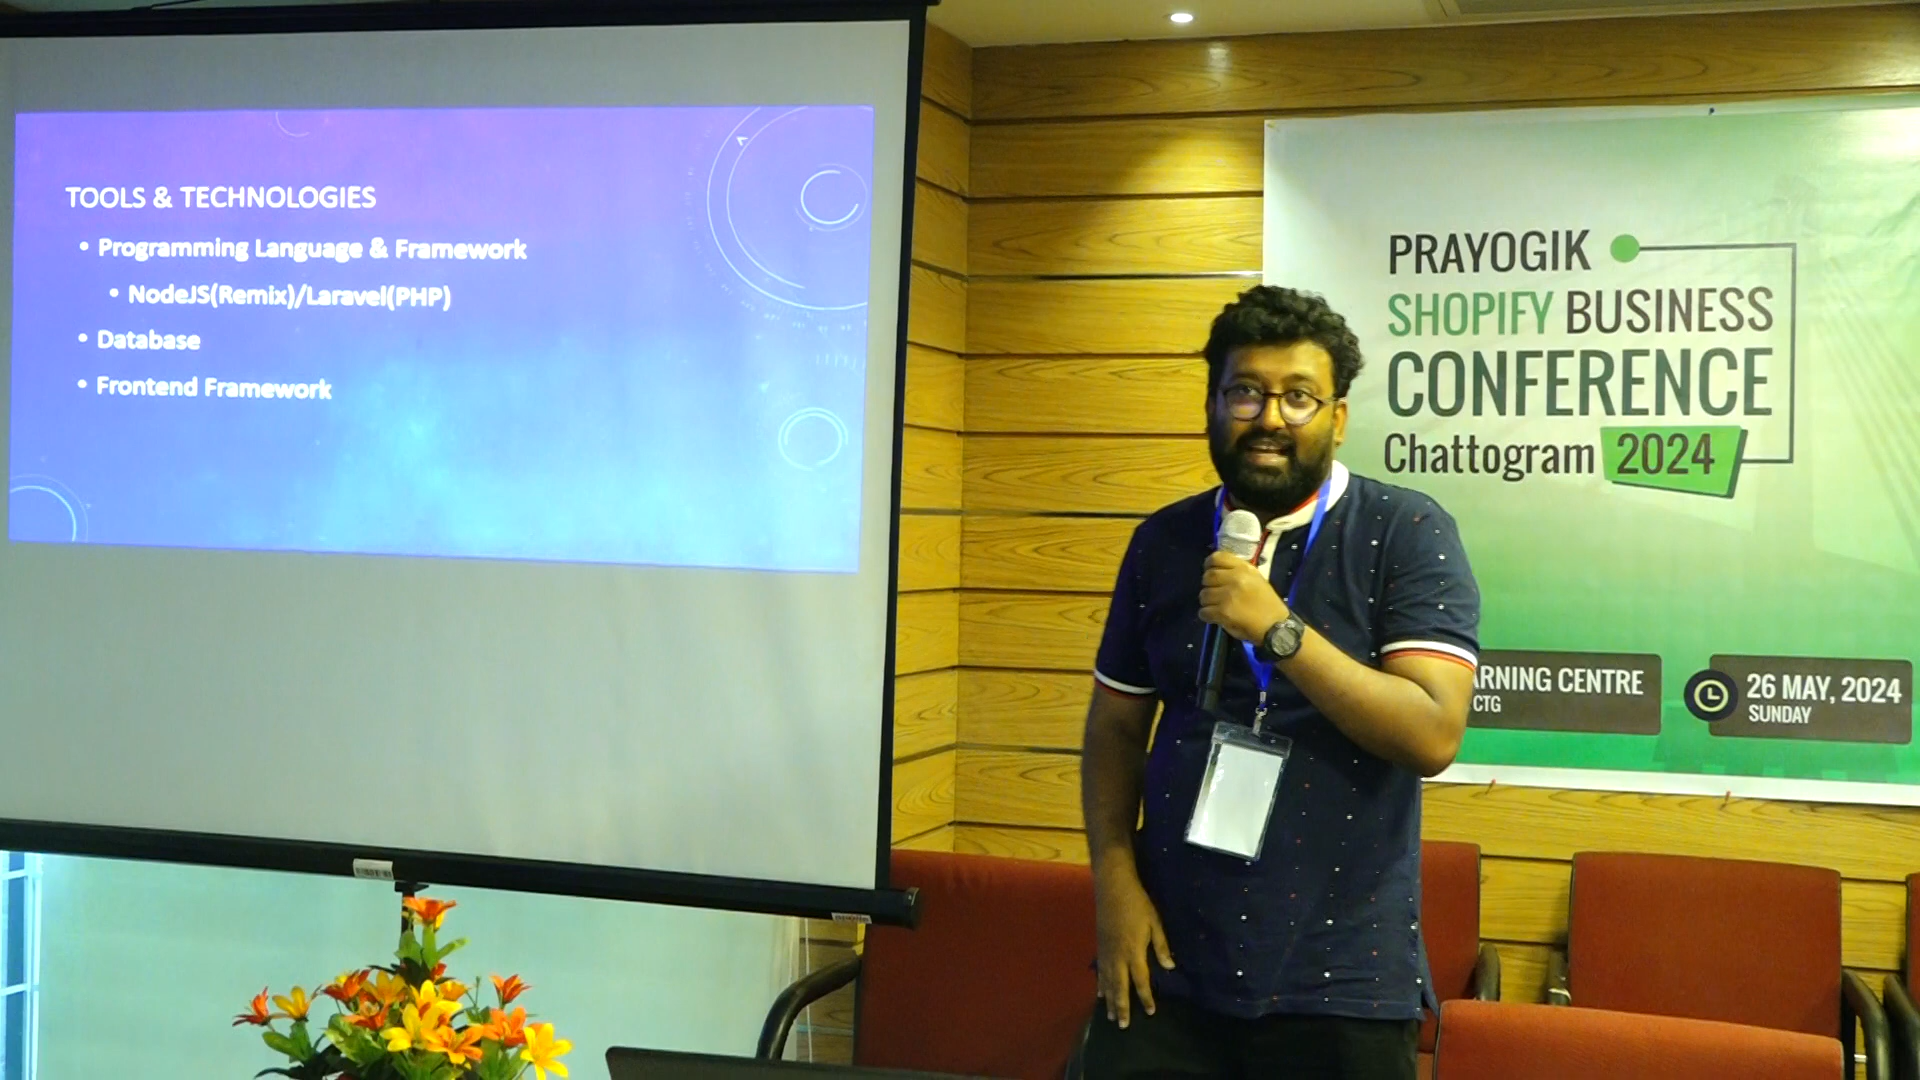 TOOLS & TECHNOLOGIES
• Programming Language & Framework
• NodeJS(Remix)/Laravel(PHP)
• Database
• Frontend Framework
PRAYOGIK
SHOPIFY BUSINESS
CONFERENCE
Chattogram 2024
ARNING CENTRE
CTG
26 MAY, 2024
SUNDAY